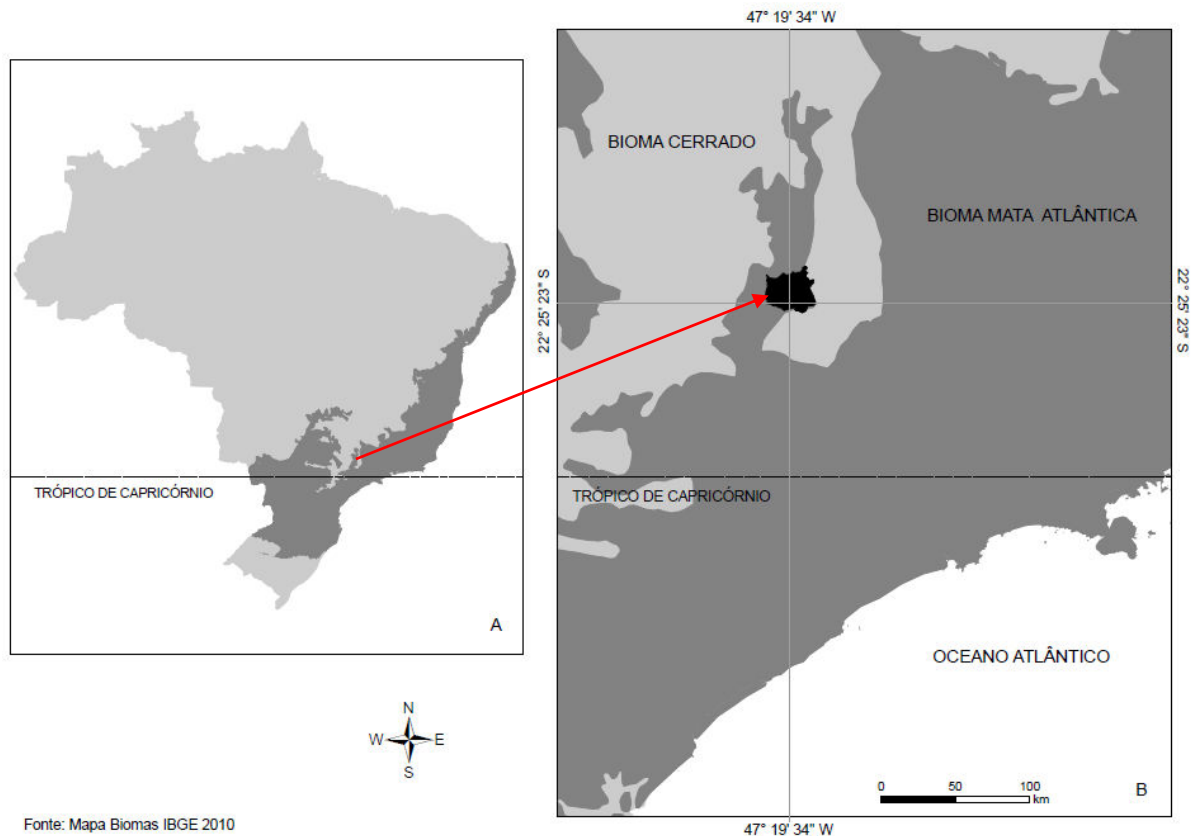 47° 19' 34" W
BIOMA CERRADO
BIOMA MATA ATLÂNTICA
22° 25' 23" S
22° 25' 23" S
TRÓPICO DE CAPRICÓRNIO
TRÓPICO DE CAPRICÓRNIO
A
OCEANO ATLÂNTICO
N
W E
S
0 50 100
km
B
Fonte: Mapa Biomas IBGE 2010
47° 19' 34" W